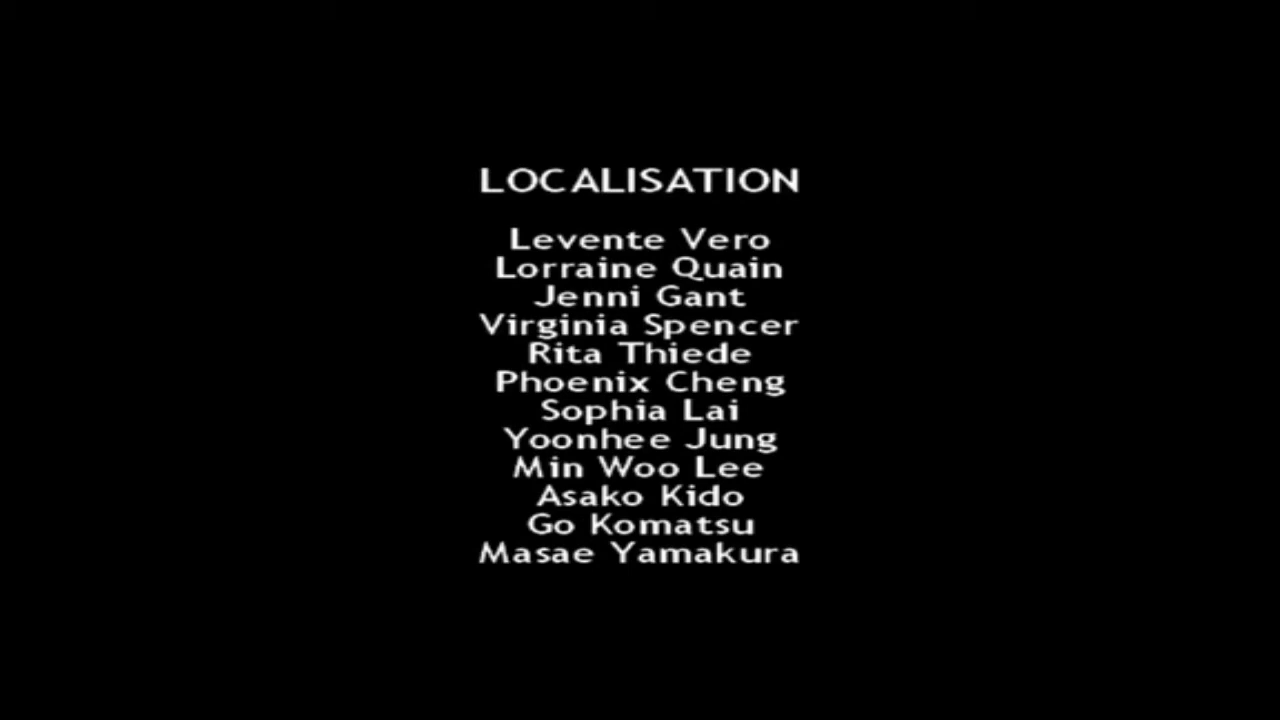 LOCALISATION
Levente Vero
Lorraine Quain
Jenni Gant
Virginia Spencer
Rita Thiede
Phoenix Cheng
Sophia Lai
Yoonhee Jung
Min Woo Lee
Asako Kido
Go Komatsu
Masae Yamakura